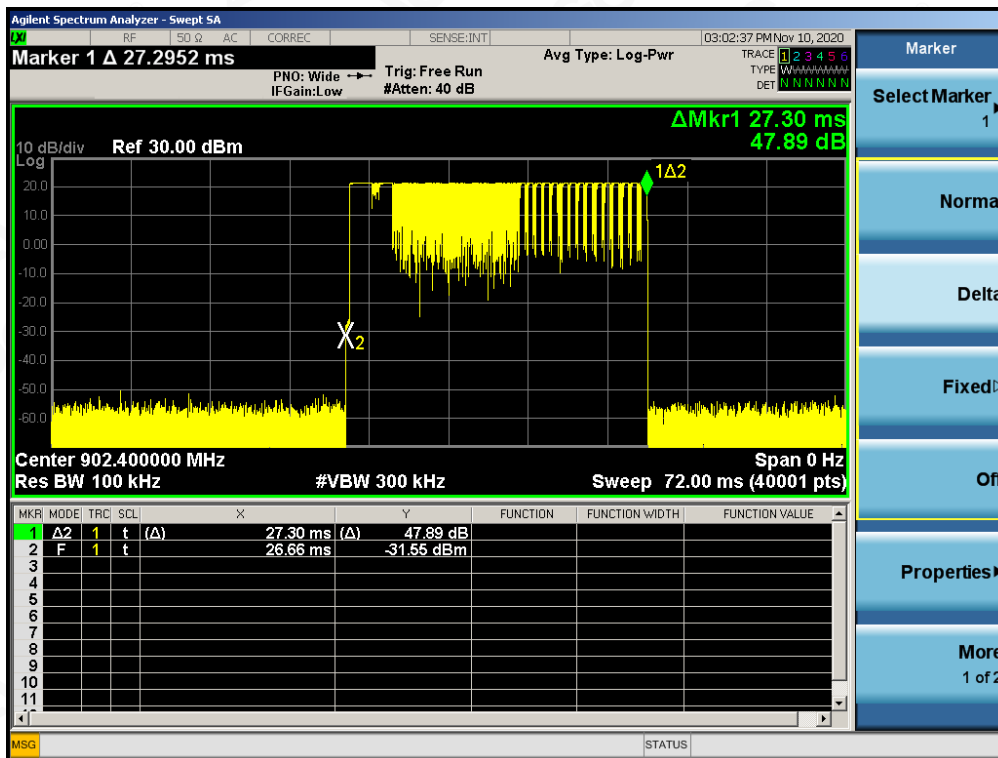 Agilent Spectrum Analyzer - Swept SA
LXI RF 50 Ω AC CORREC SENSE:INT 03:02:37 PM Nov 10, 2020
Marker 1 Δ 27.2952 ms
PNO: Wide
IFGain:Low
Trig: Free Run
#Atten: 40 dB
Avg Type: Log-Pwr
TRACE 1 2 3 4 5 6
TYPE W
DET N N N N N N
ΔMkr1 27.30 ms
47.89 dB
10 dB/div Ref 30.00 dBm
Log
20.0
10.0
0.00
-10.0
-20.0
-30.0
-40.0
-50.0
-60.0
1Δ2
X2
Center 902.400000 MHz Span 0 Hz
Res BW 100 kHz #VBW 300 kHz Sweep 72.00 ms (40001 pts)
MKR MODE TRC SCL X Y FUNCTION FUNCTION WIDTH FUNCTION VALUE
1 Δ2 1 t (Δ) 27.30 ms (Δ) 47.89 dB
2 F 1 t 26.66 ms -31.55 dBm
3
4
5
6
7
8
9
10
11
MSG STATUS
Marker
Select Marker
1
Norma
Delta
Fixed
Of
Properties
More
1 of 2